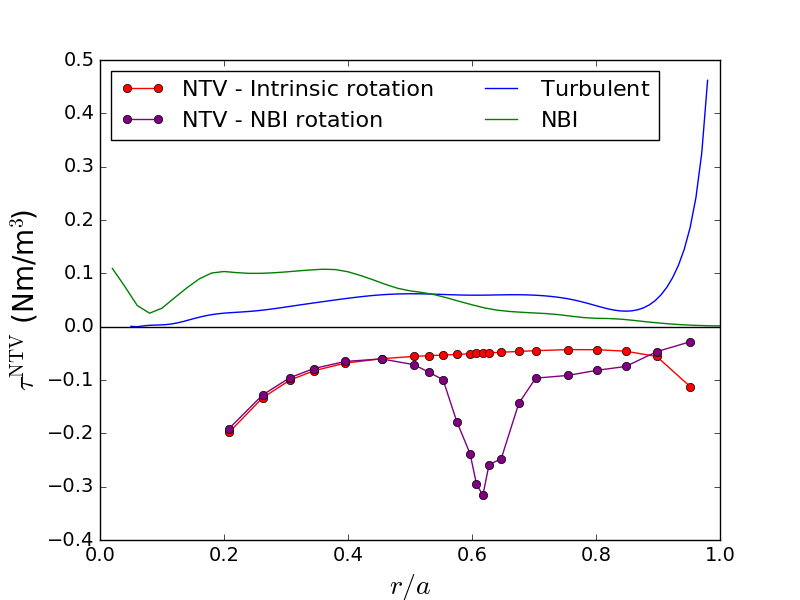 0.5
NTV - Intrinsic rotation
Turbulent
NTV - NBI rotation
NBI
0.4
0.3
0.2
0.1
0.0
−0.1
−0.2
−0.3
−0.4
τ^NTV (Nm/m³)
0.0 0.2 0.4 0.6 0.8 1.0
r/a